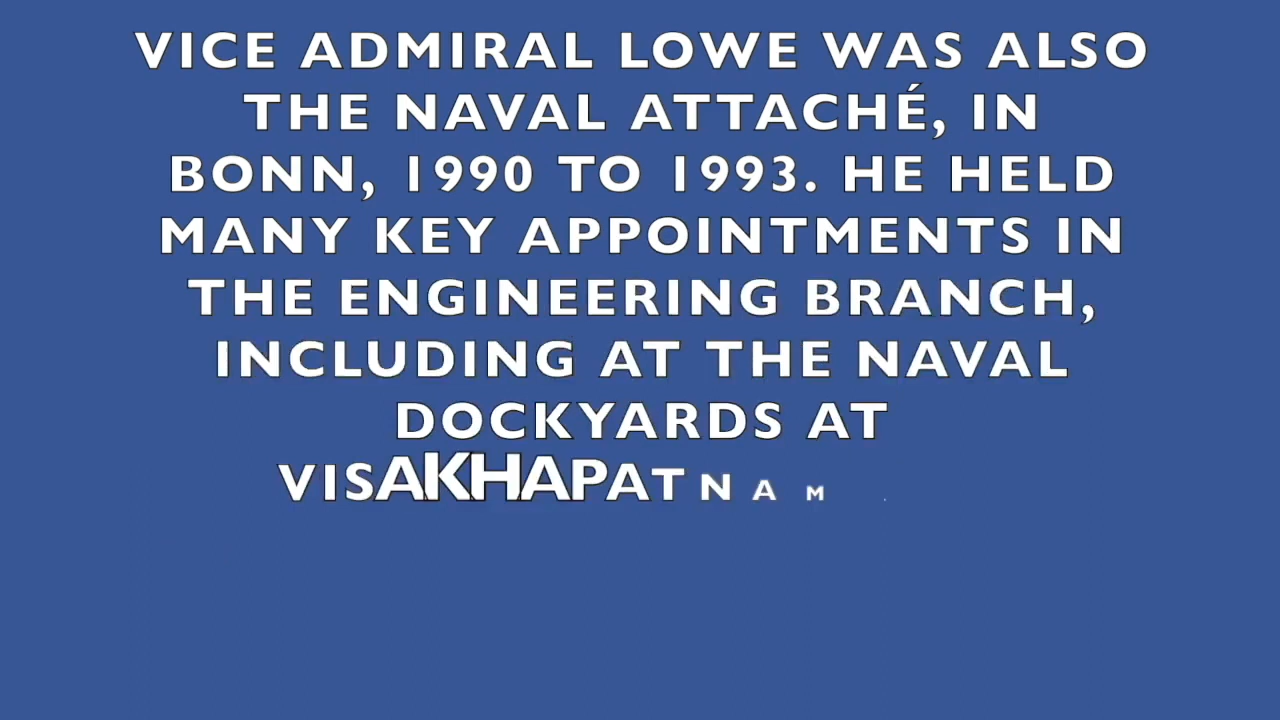 VICE ADMIRAL LOWE WAS ALSO
THE NAVAL ATTACHÉ, IN
BONN, 1990 TO 1993. HE HELD
MANY KEY APPOINTMENTS IN
THE ENGINEERING BRANCH,
INCLUDING AT THE NAVAL
DOCKYARDS AT
VISAKHAPATNAM